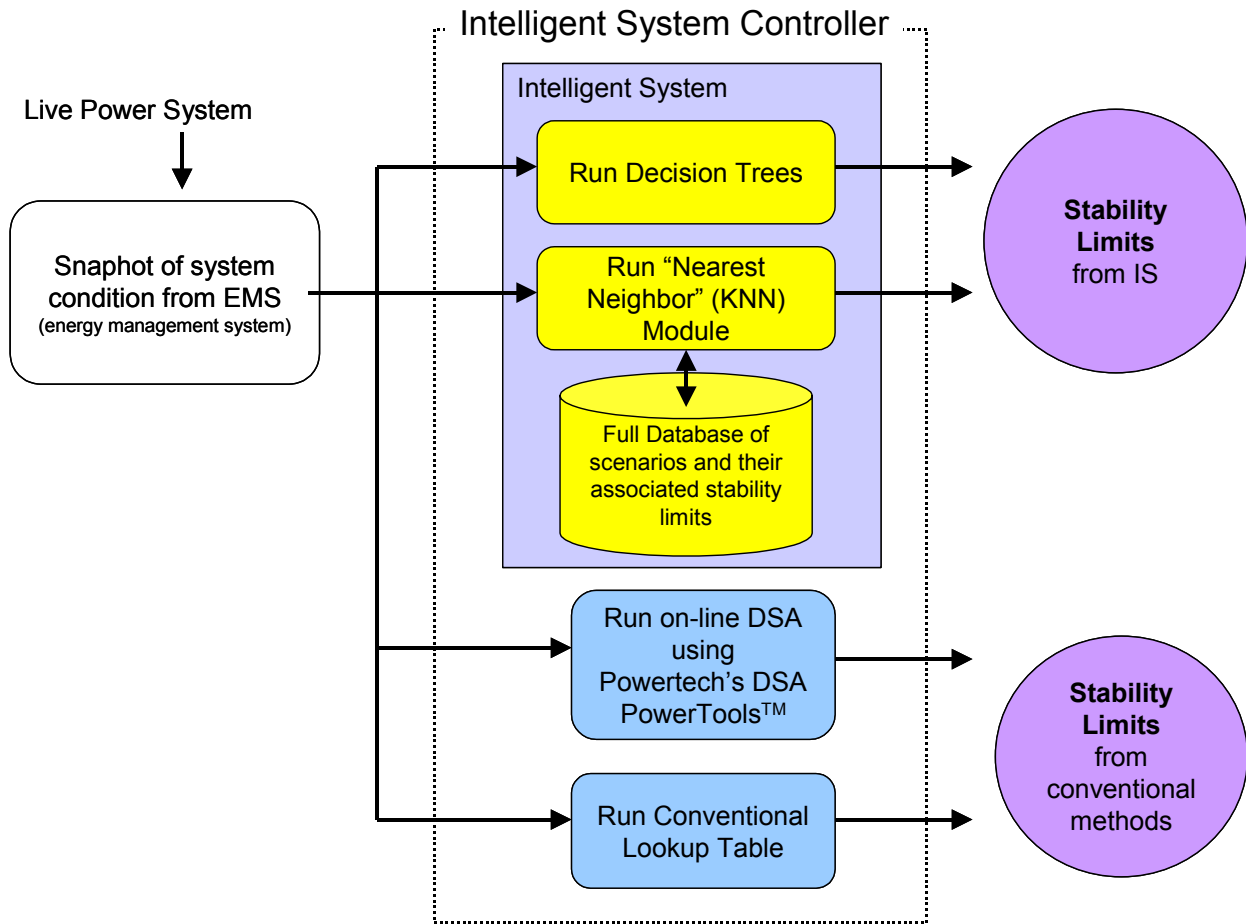 Intelligent System Controller
Live Power System
Snaphot of system
condition from EMS
(energy management system)
Intelligent System
Run Decision Trees
Run “Nearest
Neighbor” (KNN)
Module
Full Database of
scenarios and their
associated stability
limits
Stability
Limits
from IS
Run on-line DSA
using
Powertech’s DSA
PowerTools™
Run Conventional
Lookup Table
Stability
Limits
from
conventional
methods